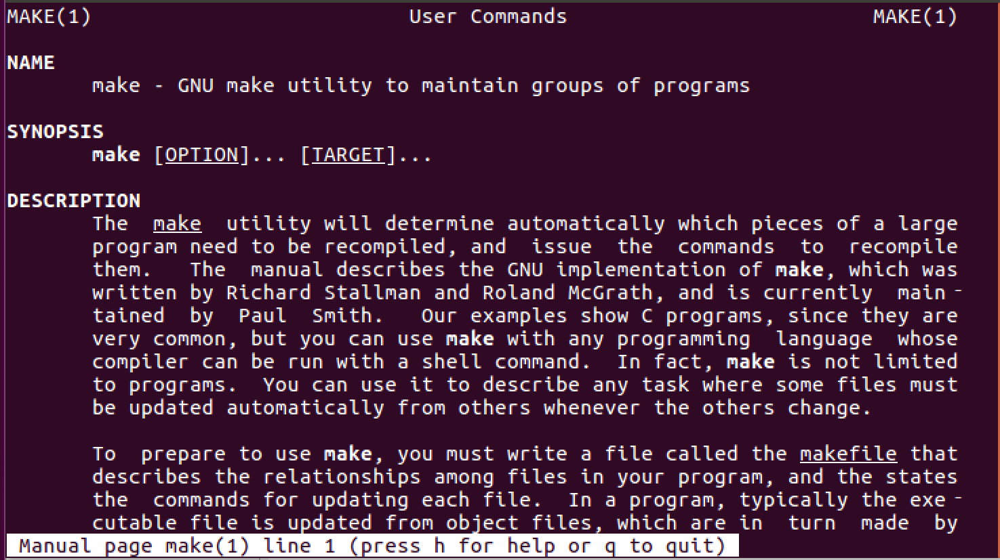 MAKE(1) User Commands MAKE(1)
NAME
make - GNU make utility to maintain groups of programs
SYNOPSIS
make [OPTION]... [TARGET]...
DESCRIPTION
The make utility will determine automatically which pieces of a large
program need to be recompiled, and issue the commands to recompile
them. The manual describes the GNU implementation of make, which was
written by Richard Stallman and Roland McGrath, and is currently main‐
tained by Paul Smith. Our examples show C programs, since they are
very common, but you can use make with any programming language whose
compiler can be run with a shell command. In fact, make is not limited
to programs. You can use it to describe any task where some files must
be updated automatically from others whenever the others change.
To prepare to use make, you must write a file called the makefile that
describes the relationships among files in your program, and the states
the commands for updating each file. In a program, typically the exe‐
cutable file is updated from object files, which are in turn made by
Manual page make(1) line 1 (press h for help or q to quit)